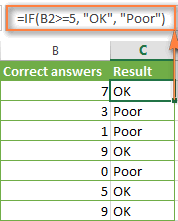 =IF(B2>=5, "OK", "Poor")
B C
Correct answers Result
7 OK
3 Poor
1 Poor
9 OK
0 Poor
5 OK
9 OK